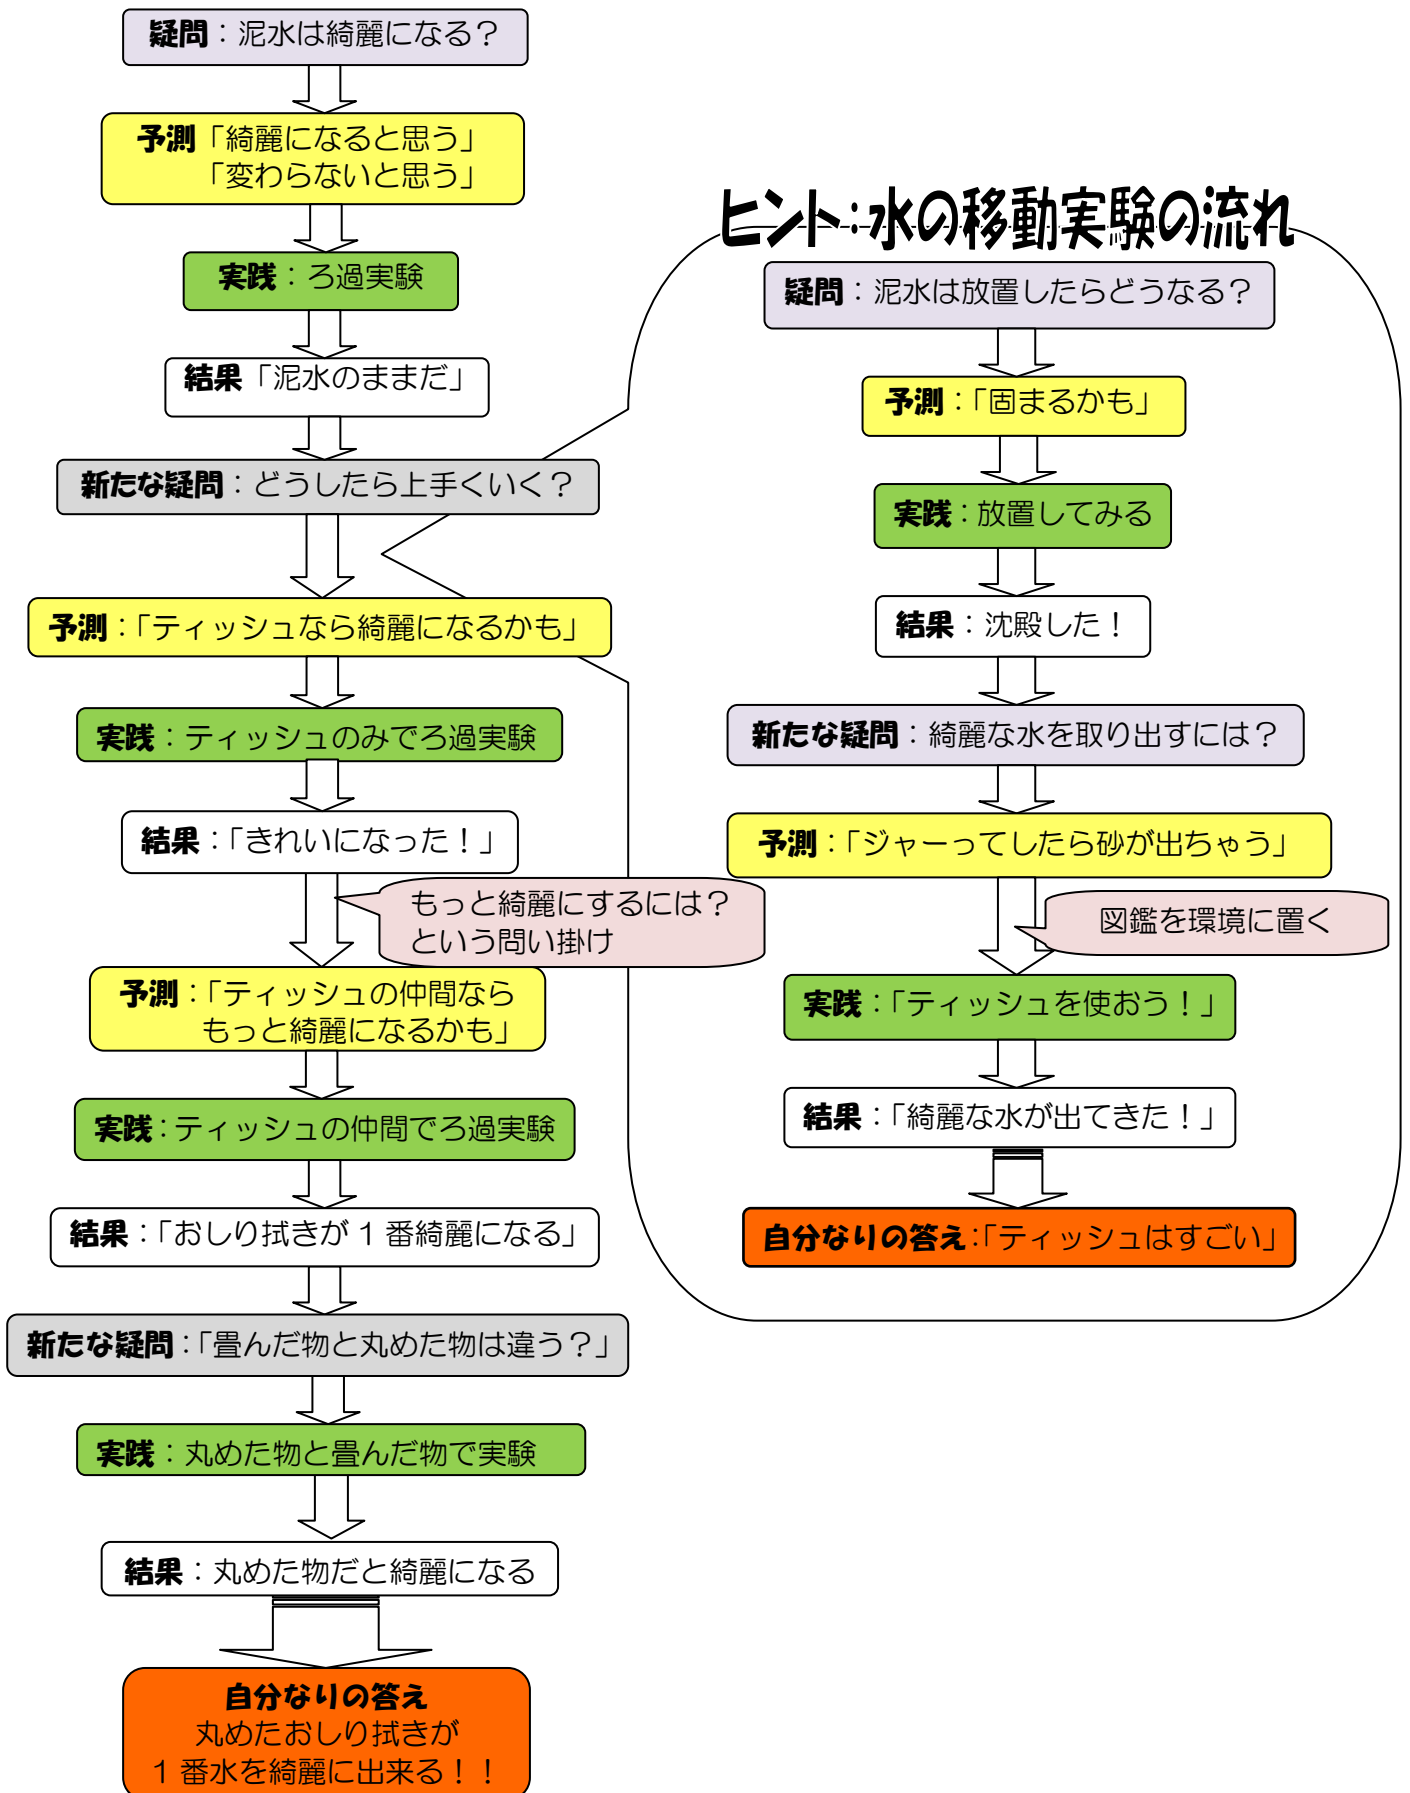 疑問：泥水は綺麗になる？
予測「綺麗になると思う」
「変わらないと思う」
実践：ろ過実験
結果「泥水のままだ」
新たな疑問：どうしたら上手くいく？
予測：「ティッシュなら綺麗になるかも」
実践：ティッシュのみでろ過実験
結果：「きれいになった！」
もっと綺麗にするには？
という問い掛け
予測：「ティッシュの仲間なら
もっと綺麗になるかも」
実践：ティッシュの仲間でろ過実験
結果：「おしり拭きが１番綺麗になる」
新たな疑問：「畳んだ物と丸めた物は違う？」
実践：丸めた物と畳んだ物で実験
結果：丸めた物だと綺麗になる
自分なりの答え
丸めたおしり拭きが
１番水を綺麗に出来る！！
ヒント：水の移動実験の流れ
疑問：泥水は放置したらどうなる？
予測：「固まるかも」
実践：放置してみる
結果：沈殿した！
新たな疑問：綺麗な水を取り出すには？
予測：「ジャーってしたら砂が出ちゃう」
図鑑を環境に置く
実践：「ティッシュを使おう！」
結果：「綺麗な水が出てきた！」
自分なりの答え：「ティッシュはすごい」